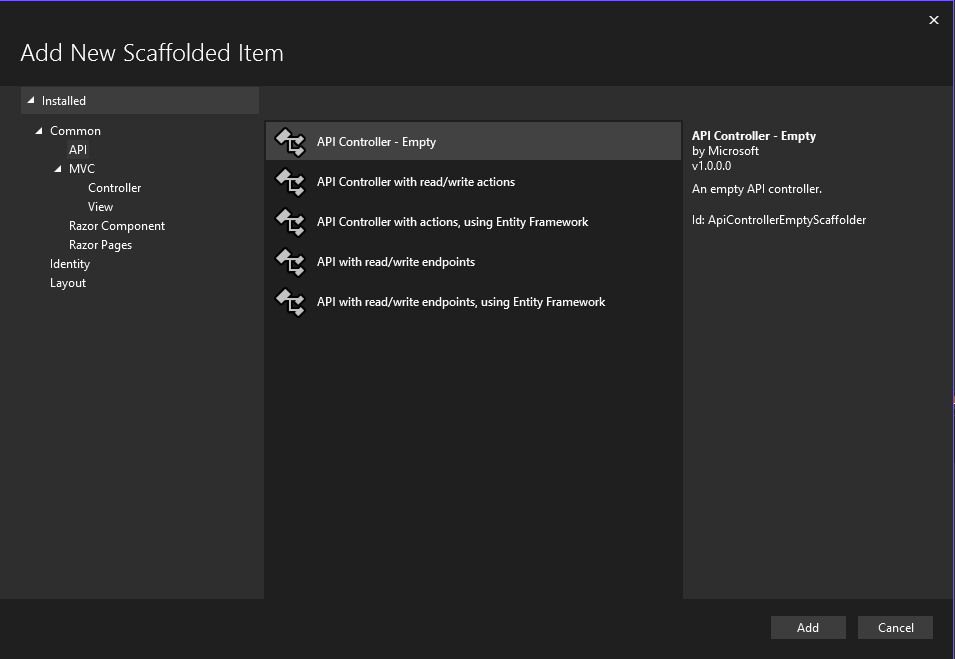 Add New Scaffolded Item
Installed
Common
API
MVC
Controller
View
Razor Component
Razor Pages
Identity
Layout
API Controller - Empty
API Controller with read/write actions
API Controller with actions, using Entity Framework
API with read/write endpoints
API with read/write endpoints, using Entity Framework
API Controller - Empty
by Microsoft
v1.0.0.0
An empty API controller.
Id: ApiControllerEmptyScaffolder
Add
Cancel